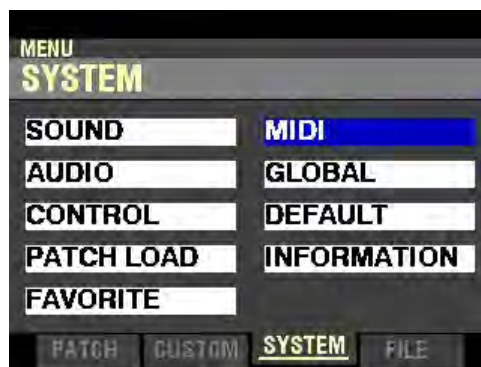 MENU
SYSTEM
SOUND
MIDI
AUDIO
GLOBAL
CONTROL
DEFAULT
PATCH LOAD
INFORMATION
FAVORITE
PATCH CUSTOM SYSTEM FILE